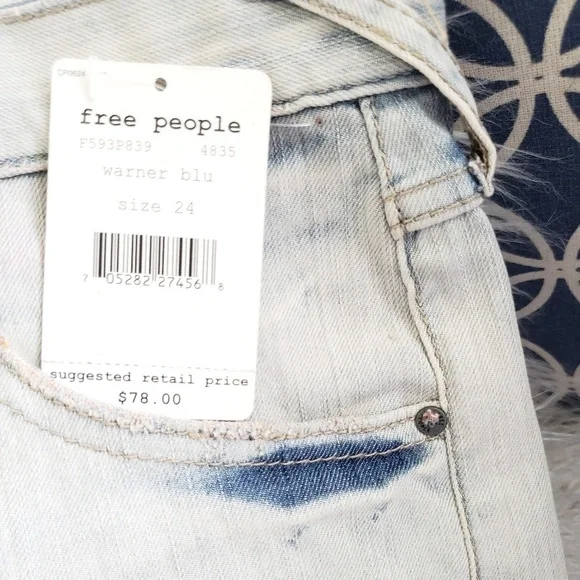 free people
F593P839 4835
warner blu
size 24
7 05282 27456 8
suggested retail price
$78.00